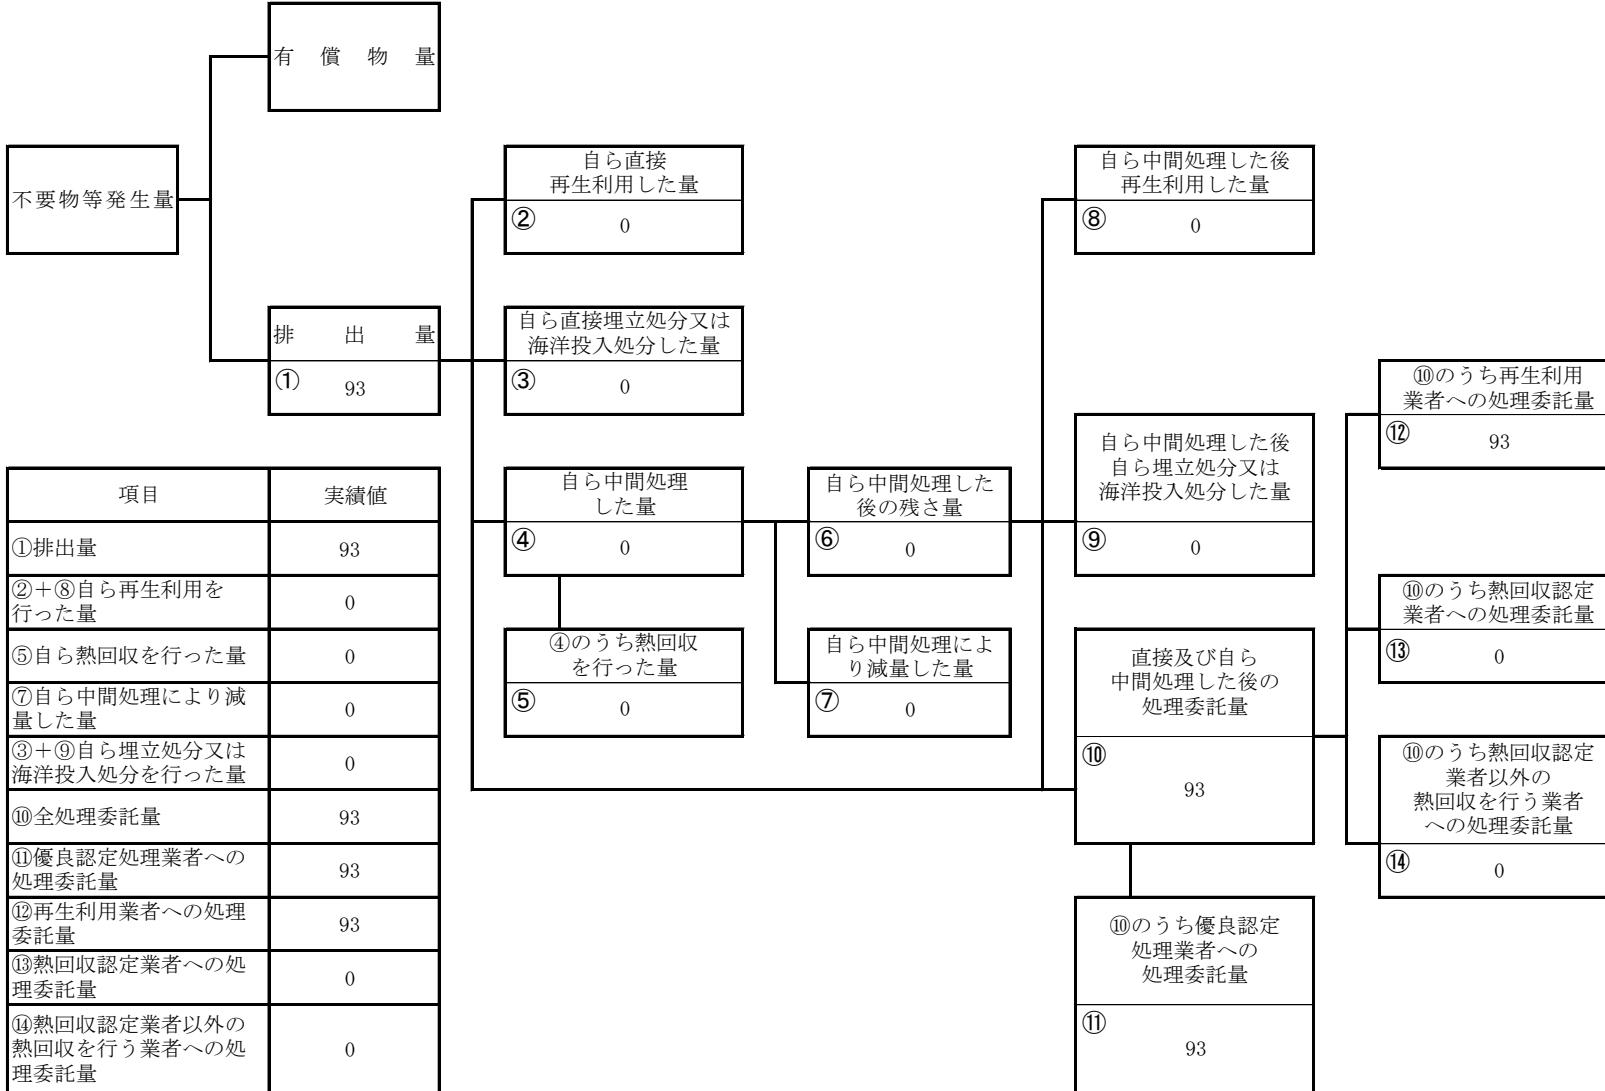 有償物量
不要物等発生量
排出量
①
93
自ら直接
再生利用した量
②
0
自ら直接埋立処分又は
海洋投入処分した量
③
0
自ら中間処理
した量
④
0
④のうち熱回収
を行った量
⑤
0
自ら中間処理した
後の残さ量
⑥
0
自ら中間処理によ
り減量した量
⑦
0
自ら中間処理した後
再生利用した量
⑧
0
自ら中間処理した後
自ら埋立処分又は
海洋投入処分した量
⑨
0
直接及び自ら
中間処理した後の
処理委託量
⑩
93
⑩のうち優良認定
処理業者への
処理委託量
⑪
93
⑩のうち再生利用
業者への処理委託量
⑫
93
⑩のうち熱回収認定
業者への処理委託量
⑬
0
⑩のうち熱回収認定
業者以外の
熱回収を行う業者
への処理委託量
⑭
0
項目 実績値
①排出量 93
②＋⑧自ら再生利用を
行った量 0
⑤自ら熱回収を行った量 0
⑦自ら中間処理により減
量した量 0
③＋⑨自ら埋立処分又は
海洋投入処分を行った量 0
⑩全処理委託量 93
⑪優良認定処理業者への
処理委託量 93
⑫再生利用業者への処理
委託量 93
⑬熱回収認定業者への処
理委託量 0
⑭熱回収認定業者以外の
熱回収を行う業者への処
理委託量 0